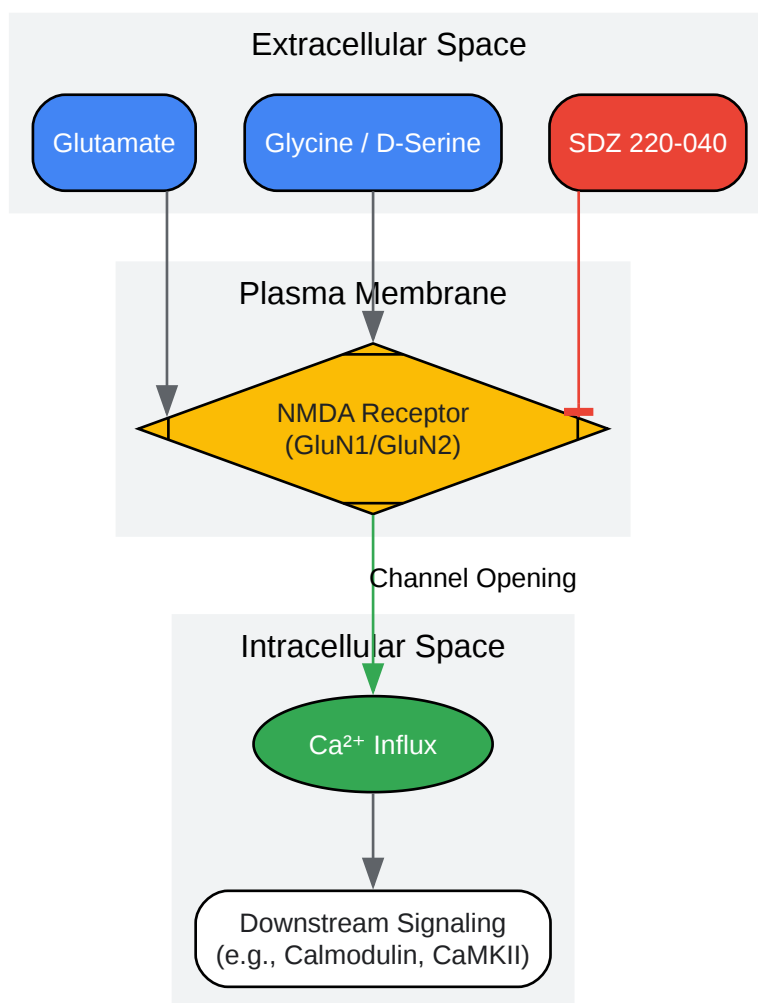 Extracellular Space
Glutamate
Glycine / D-Serine
SDZ 220-040
Plasma Membrane
NMDA Receptor
(GluN1/GluN2)
Channel Opening
Intracellular Space
Ca²⁺ Influx
Downstream Signaling
(e.g., Calmodulin, CaMKII)